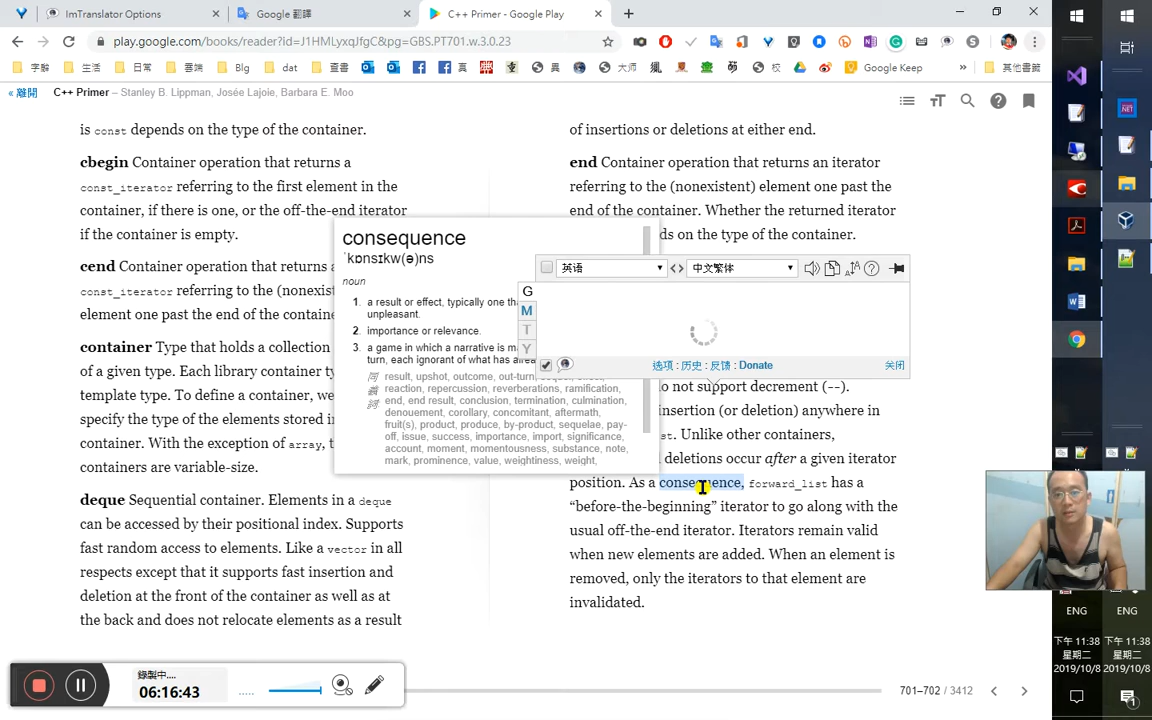 ImTranslator Options
Google 翻譯
C++ Primer - Google Play
play.google.com/books/reader?id=J1HMLyxqJfgC&pg=GBS.PT701.w.3.0.23
字辭
生活
日常
雲端
Blg
dat
查書
真
異
大师
校
Google Keep
»
其他書籤
« 離開
C++ Primer – Stanley B. Lippman, Josée Lajoie, Barbara E. Moo
is const depends on the type of the container.
cbegin Container operation that returns a
const_iterator referring to the first element in the
container, if there is one, or the off-the-end iterator
if the container is empty.
cend Container operation that returns a
const_iterator referring to the (nonexist
element one past the end of the container.
container Type that holds a collection
of a given type. Each library container ty
template type. To define a container, we
specify the type of the elements stored in
container. With the exception of array, t
containers are variable-size.
deque Sequential container. Elements in a deque
can be accessed by their positional index. Supports
fast random access to elements. Like a vector in all
respects except that it supports fast insertion and
deletion at the front of the container as well as at
the back and does not relocate elements as a result
of insertions or deletions at either end.
end Container operation that returns an iterator
referring to the (nonexistent) element one past the
end of the container. Whether the returned iterator
ds on the type of the container.
consequence
ˈkɒnsɪkw(ə)ns
noun
1. a result or effect, typically one tha
unpleasant.
2. importance or relevance.
3. a game in which a narrative is ma
turn, each ignorant of what has alrea
同義詞
result, upshot, outcome, out-turn,
reaction, repercussion, reverberations, ramification,
end, end result, conclusion, termination, culmination,
denouement, corollary, concomitant, aftermath,
fruit(s), product, produce, by-product, sequelae, pay-
off, issue, success, importance, import, significance,
account, moment, momentousness, substance, note,
mark, prominence, value, weightiness, weight,
英语
中文繁体
G
M
T
Y
选项 : 历史 : 反馈 : Donate
关闭
o not support decrement (--).
insertion (or deletion) anywhere in
st. Unlike other containers,
deletions occur after a given iterator
position. As a consequence, forward_list has a
“before-the-beginning” iterator to go along with the
usual off-the-end iterator. Iterators remain valid
when new elements are added. When an element is
removed, only the iterators to that element are
invalidated.
701–702 / 3412
錄製中....
06:16:43
ENG
ENG
下午 11:38
星期二
2019/10/8
下午 11:38
星期二
2019/10/8